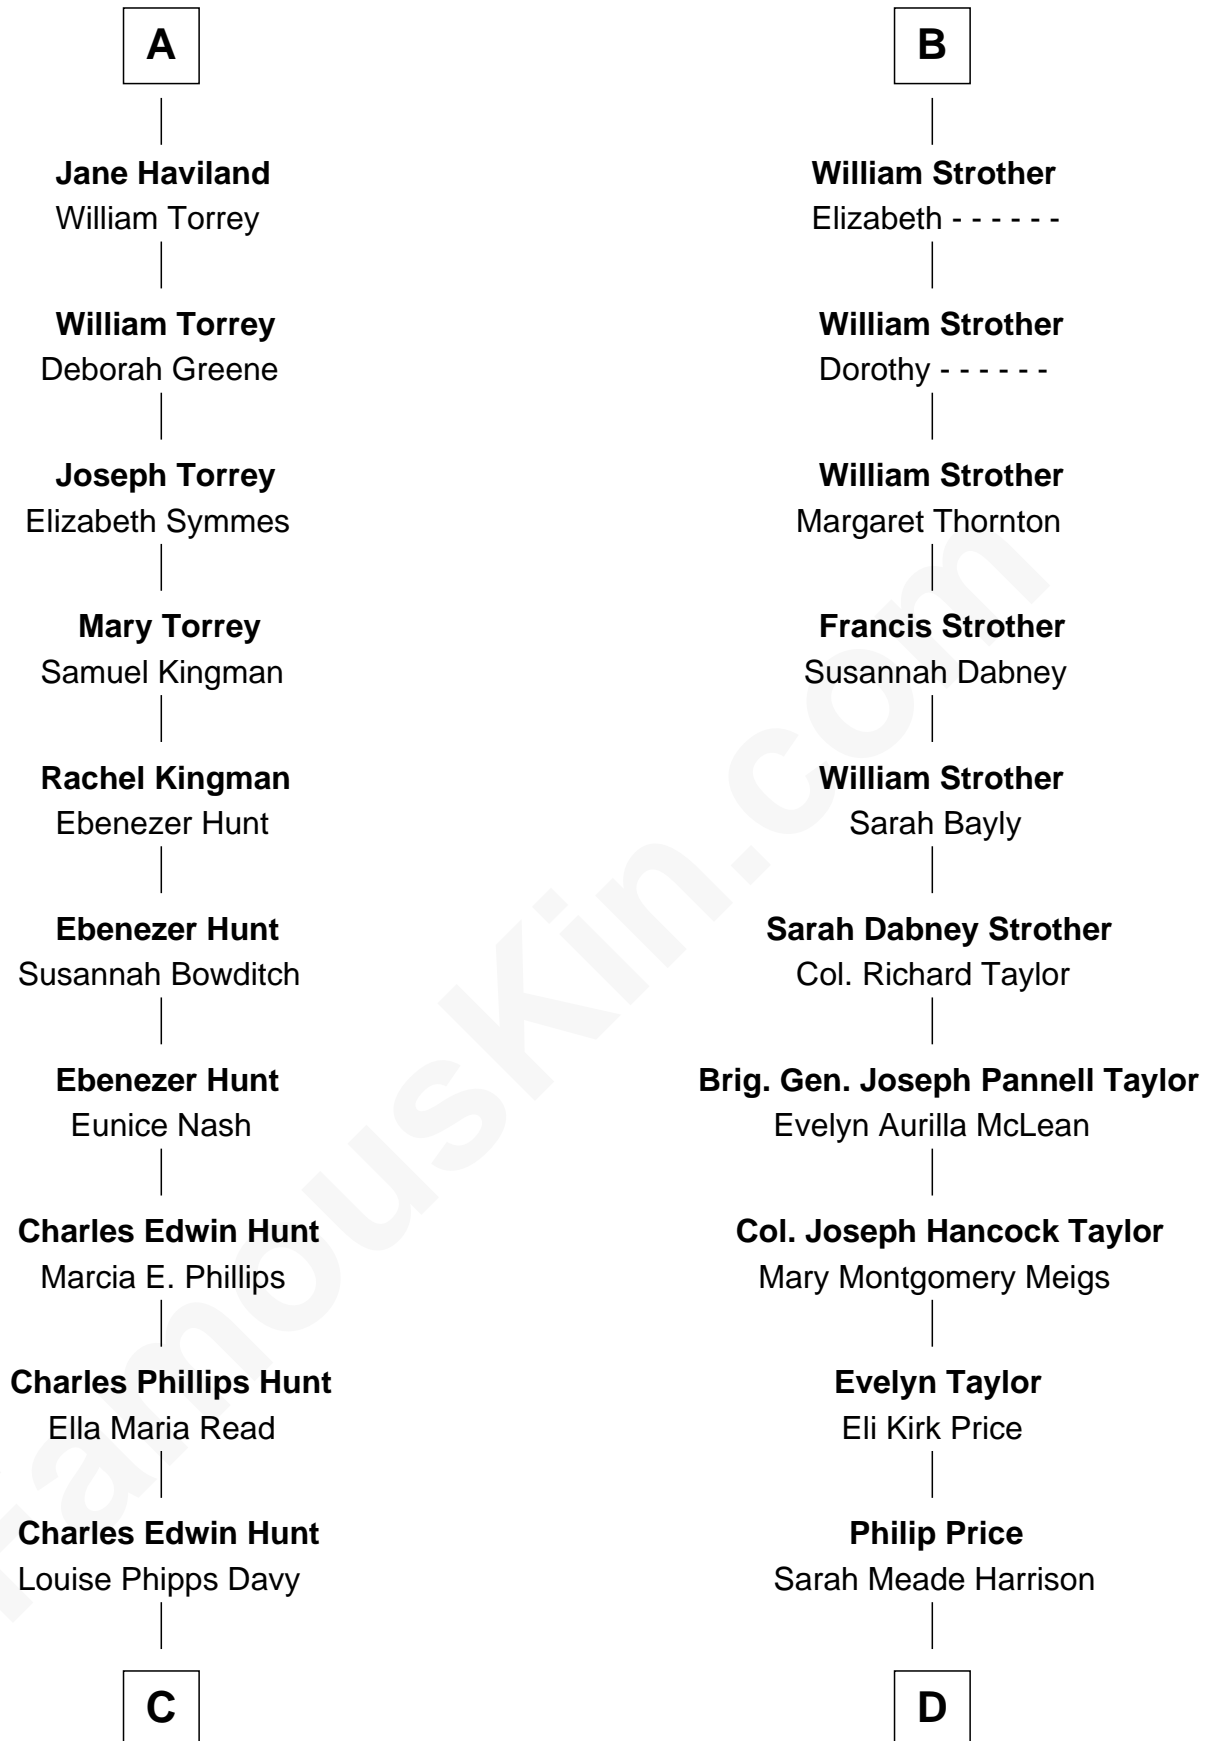 A
Jane Haviland
William Torrey
William Torrey
Deborah Greene
Joseph Torrey
Elizabeth Symmes
Mary Torrey
Samuel Kingman
Rachel Kingman
Ebenezer Hunt
Ebenezer Hunt
Susannah Bowditch
Ebenezer Hunt
Eunice Nash
Charles Edwin Hunt
Marcia E. Phillips
Charles Phillips Hunt
Ella Maria Read
Charles Edwin Hunt
Louise Phipps Davy
C
B
William Strother
Elizabeth - - - - - -
William Strother
Dorothy - - - - - -
William Strother
Margaret Thornton
Francis Strother
Susannah Dabney
William Strother
Sarah Bayly
Sarah Dabney Strother
Col. Richard Taylor
Brig. Gen. Joseph Pannell Taylor
Evelyn Aurilla McLean
Col. Joseph Hancock Taylor
Mary Montgomery Meigs
Evelyn Taylor
Eli Kirk Price
Philip Price
Sarah Meade Harrison
D
FamousKin.com